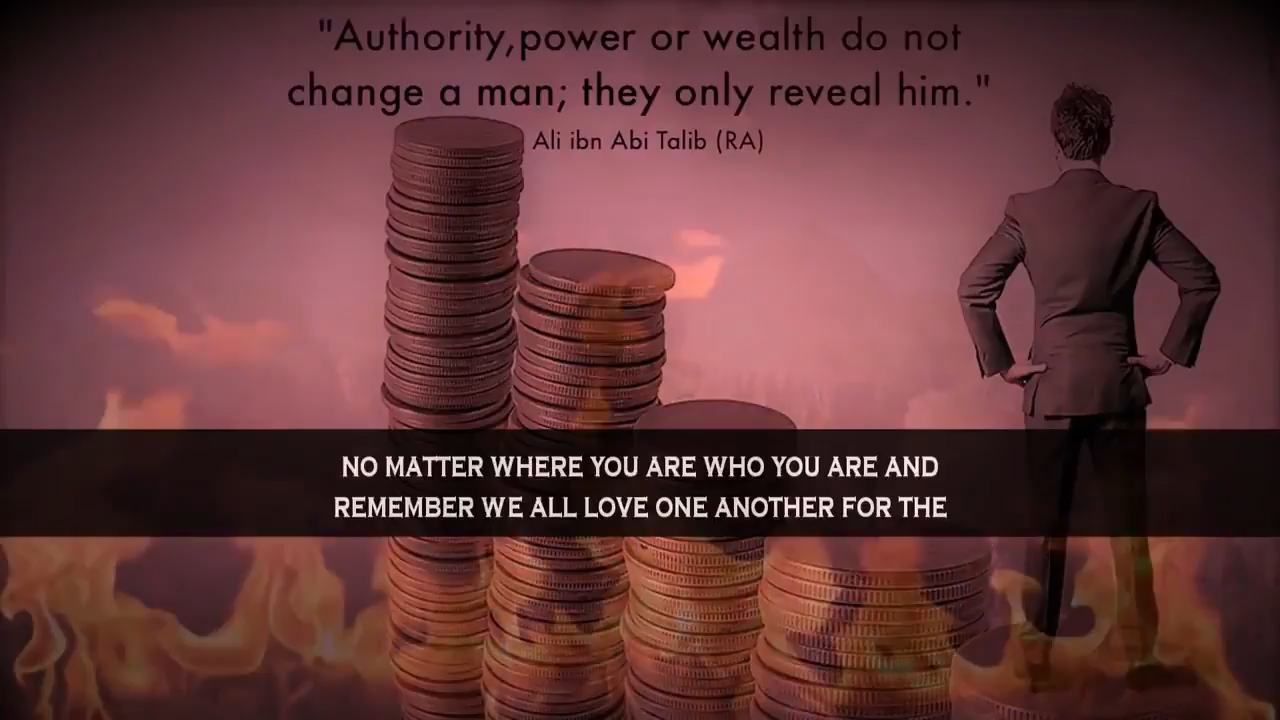 "Authority,power or wealth do not
change a man; they only reveal him."
Ali ibn Abi Talib (RA)
NO MATTER WHERE YOU ARE WHO YOU ARE AND
REMEMBER WE ALL LOVE ONE ANOTHER FOR THE